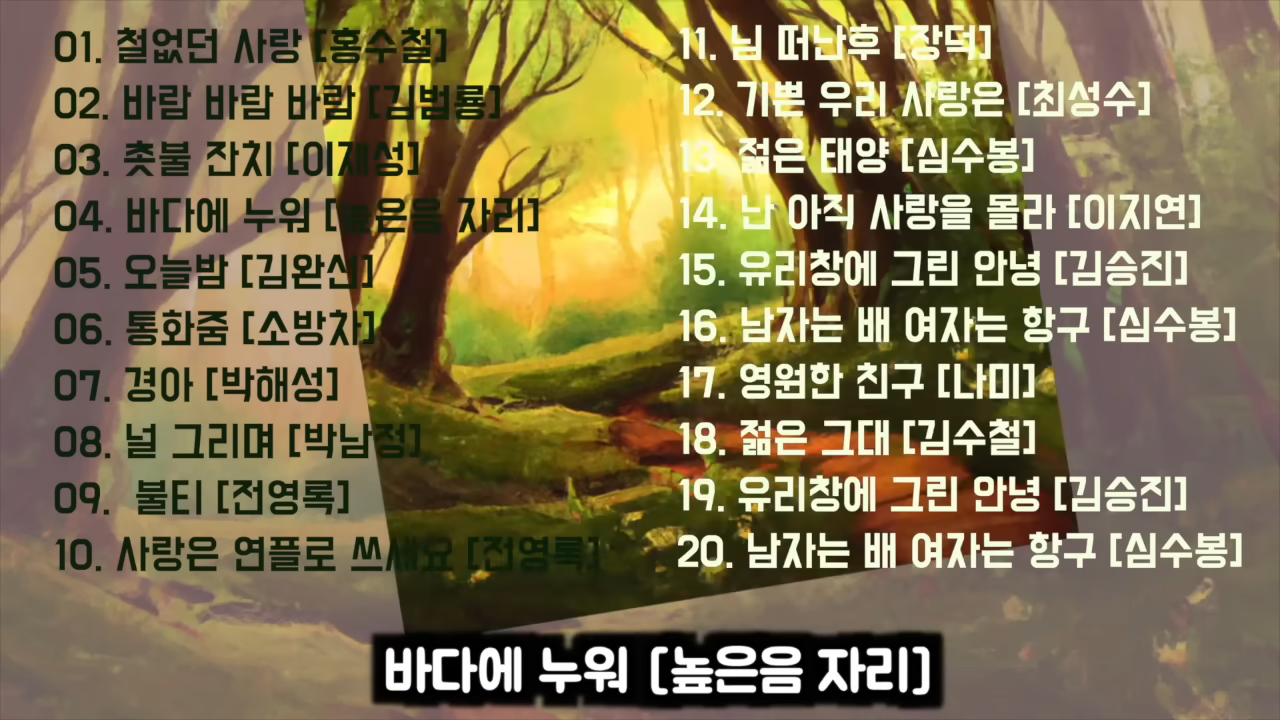 01. 철없던 사랑 [홍수철]
02. 바람 바람 바람 [김범룡]
03. 촛불 잔치 [이재성]
04. 바다에 누워 [높은음 자리]
05. 오늘밤 [김완선]
06. 통화줌 [소방차]
07. 경아 [박해성]
08. 널 그리며 [박남정]
09. 불티 [전영록]
10. 사랑은 연플로 쓰세요 [전영록]
11. 님 떠난후 [장덕]
12. 기쁜 우리 사랑은 [최성수]
13. 젊은 태양 [심수봉]
14. 난 아직 사랑을 몰라 [이지연]
15. 유리창에 그린 안녕 [김승진]
16. 남자는 배 여자는 항구 [심수봉]
17. 영원한 친구 [나미]
18. 젊은 그대 [김수철]
19. 유리창에 그린 안녕 [김승진]
20. 남자는 배 여자는 항구 [심수봉]
바다에 누워 [높은음 자리]